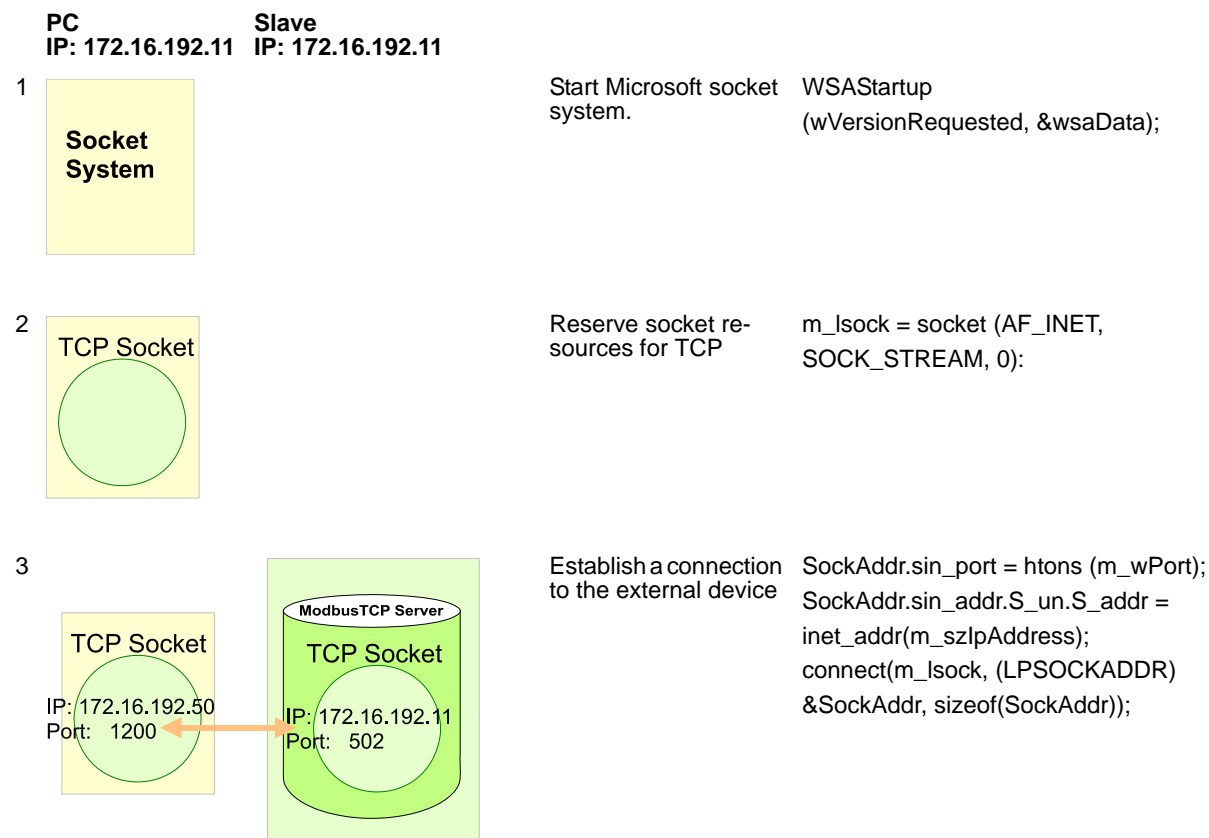 PC
IP: 172.16.192.11
Slave
IP: 172.16.192.11
1
Socket
System
Start Microsoft socket
system.
WSAStartup
(wVersionRequested, &wsaData);
2
TCP Socket
Reserve socket re-
sources for TCP
m_lsock = socket (AF_INET,
SOCK_STREAM, 0):
3
TCP Socket
IP: 172.16.192.50
Port: 1200
ModbusTCP Server
TCP Socket
IP: 172.16.192.11
Port: 502
Establish a connection
to the external device
SockAddr.sin_port = htons (m_wPort);
SockAddr.sin_addr.S_un.S_addr =
inet_addr(m_szIpAddress);
connect(m_lsock, (LPSOCKADDR)
&SockAddr, sizeof(SockAddr));